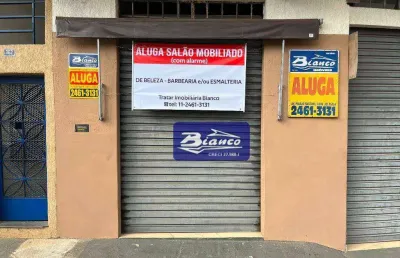 ALUGA SALÃO MOBILIADO
(com alarme)
DE BELEZA - BARBEARIA e/ou ESMALTERIA
Tratar Imobiliária Bianco
tel: 11-2461-3131
Bianco
ALUGA
2461-3131
Bianco
Bianco
ALUGA
2461-3131